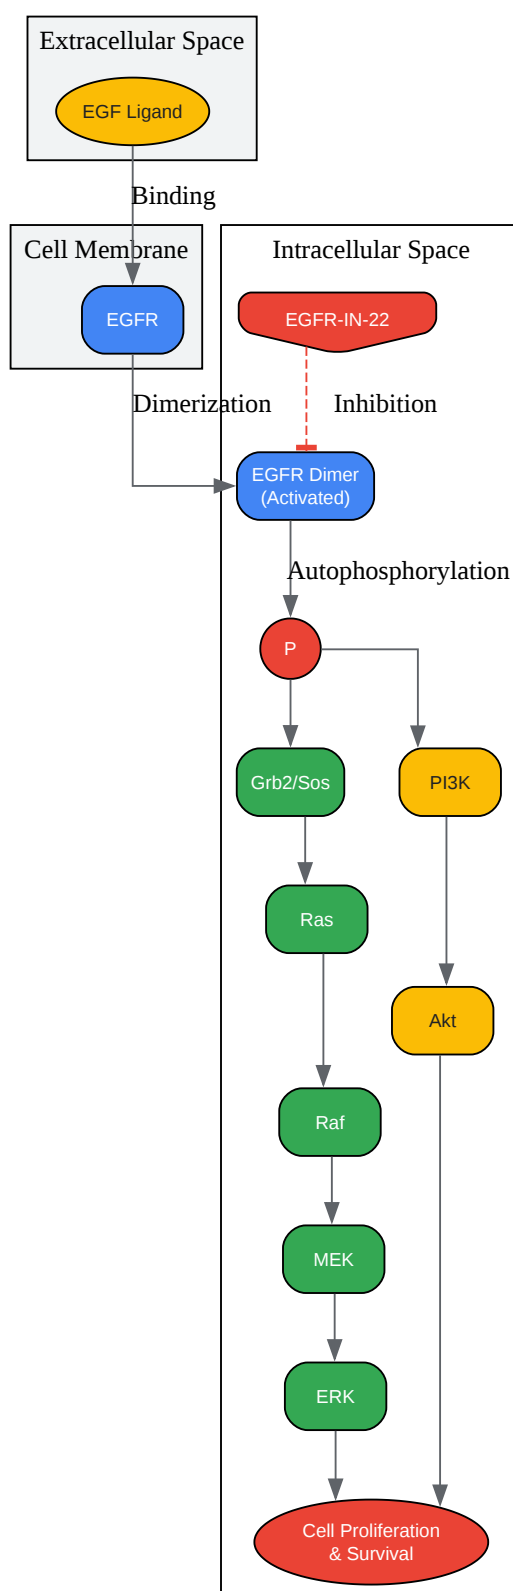 Extracellular Space
EGF Ligand
Binding
Cell Membrane
Intracellular Space
EGFR
EGFR-IN-22
Dimerization
Inhibition
EGFR Dimer
(Activated)
Autophosphorylation
P
Grb2/Sos
PI3K
Ras
Akt
Raf
MEK
ERK
Cell Proliferation
& Survival